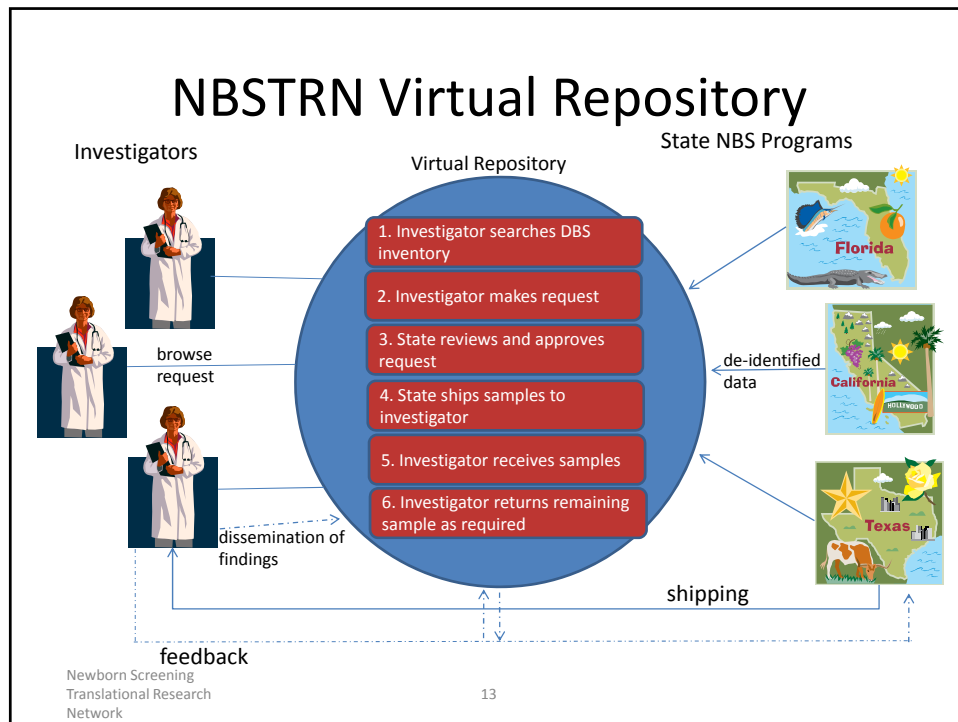 NBSTRN Virtual Repository
Investigators
Virtual Repository
State NBS Programs
1. Investigator searches DBS
inventory
2. Investigator makes request
3. State reviews and approves
request
4. State ships samples to
investigator
5. Investigator receives samples
6. Investigator returns remaining
sample as required
browse
request
dissemination of
findings
Florida
de-identified
data
California
HOLLYWOOD
Texas
shipping
feedback
Newborn Screening
Translational Research
Network
13